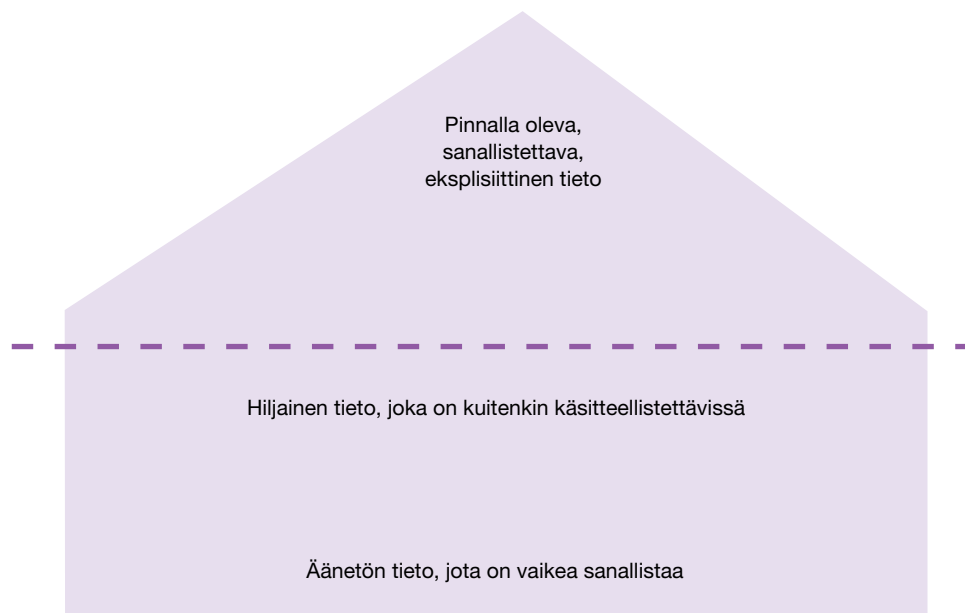 Pinnalla oleva,
sanallistettava,
eksplisiittinen tieto
Hiljainen tieto, joka on kuitenkin käsitteellistettävissä
Äänetön tieto, jota on vaikea sanallistaa